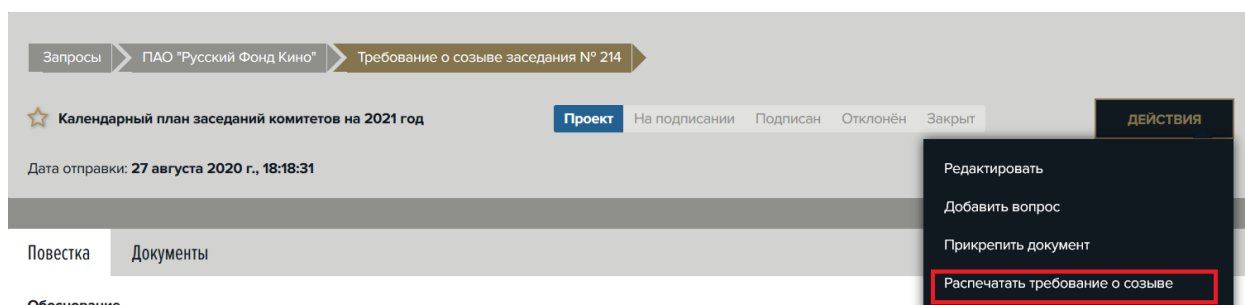 Запросы ПАО "Русский Фонд Кино" Требование о созыве заседания № 214
Календарный план заседаний комитетов на 2021 год
Проект На подписании Подписан Отклонён Закрыт
ДЕЙСТВИЯ
Дата отправки: 27 августа 2020 г., 18:18:31
Редактировать
Добавить вопрос
Прикрепить документ
Распечатать требование о созыве
Повестка Документы
Обоснование